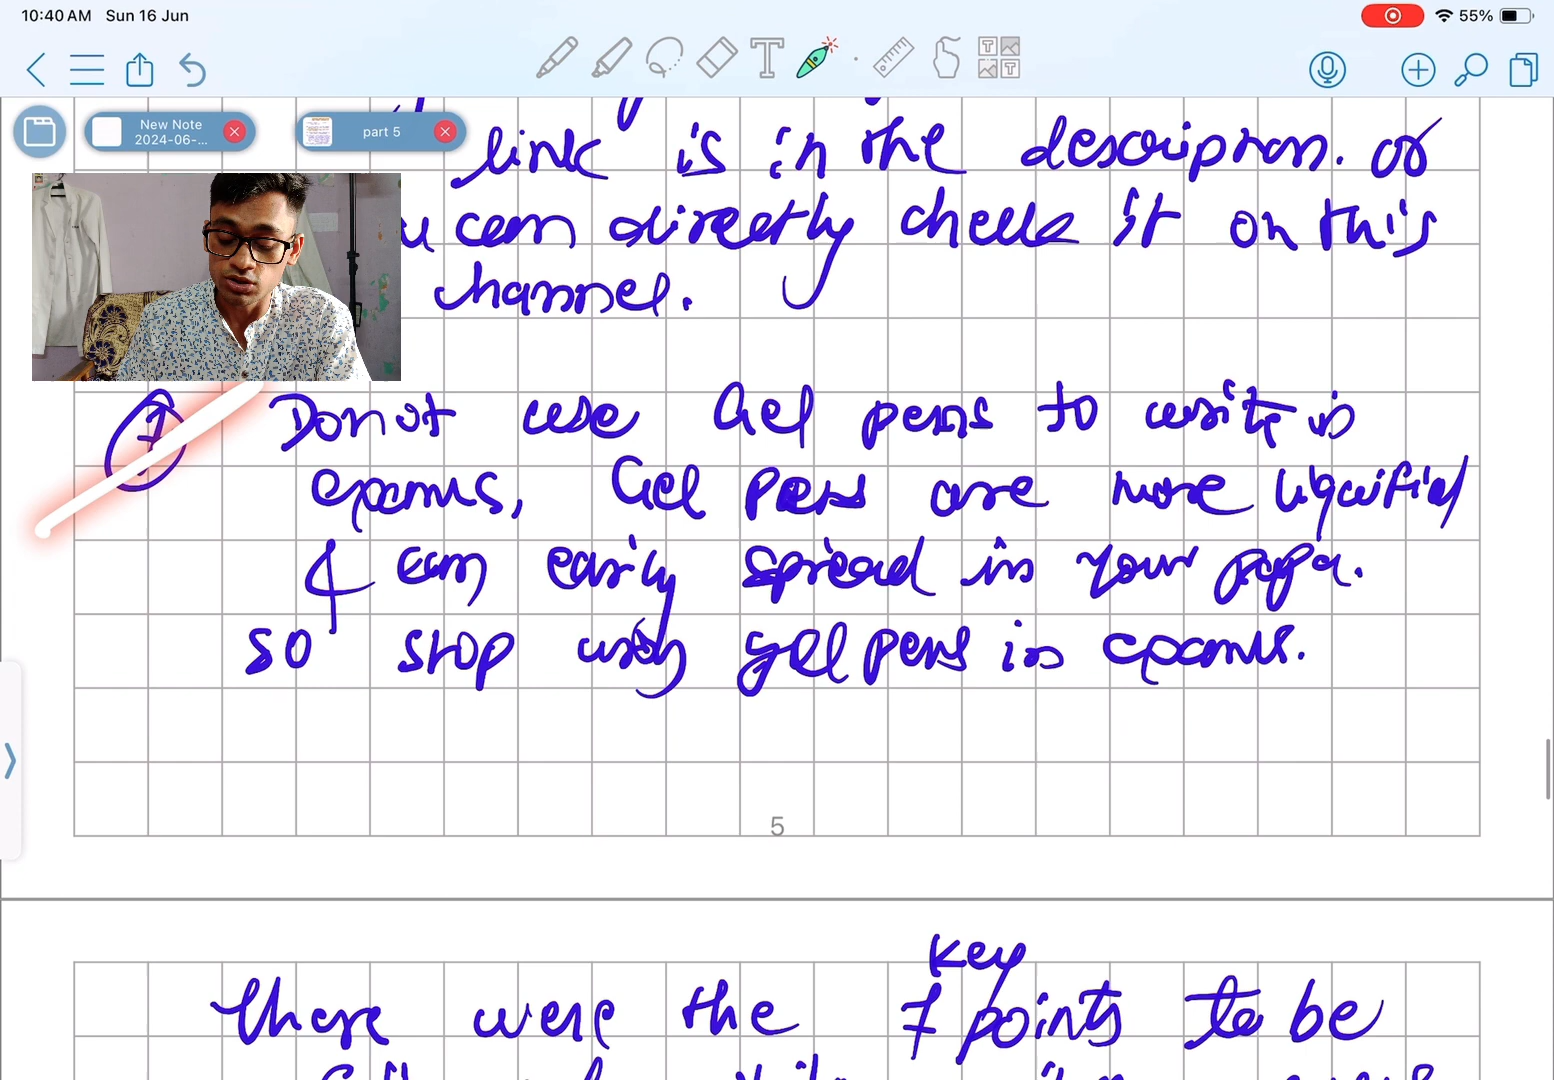 10:40 AM Sun 16 Jun
55%
New Note
2024-06-...
part 5
link is in the description. or
u can directly check it on this
channel.
7 Do not use Gel pens to write in
exams, Gel Pens are more liquified
& can easily spread in your paper.
so stop using gel pens in exams.
5
key
there were the 7 points to be